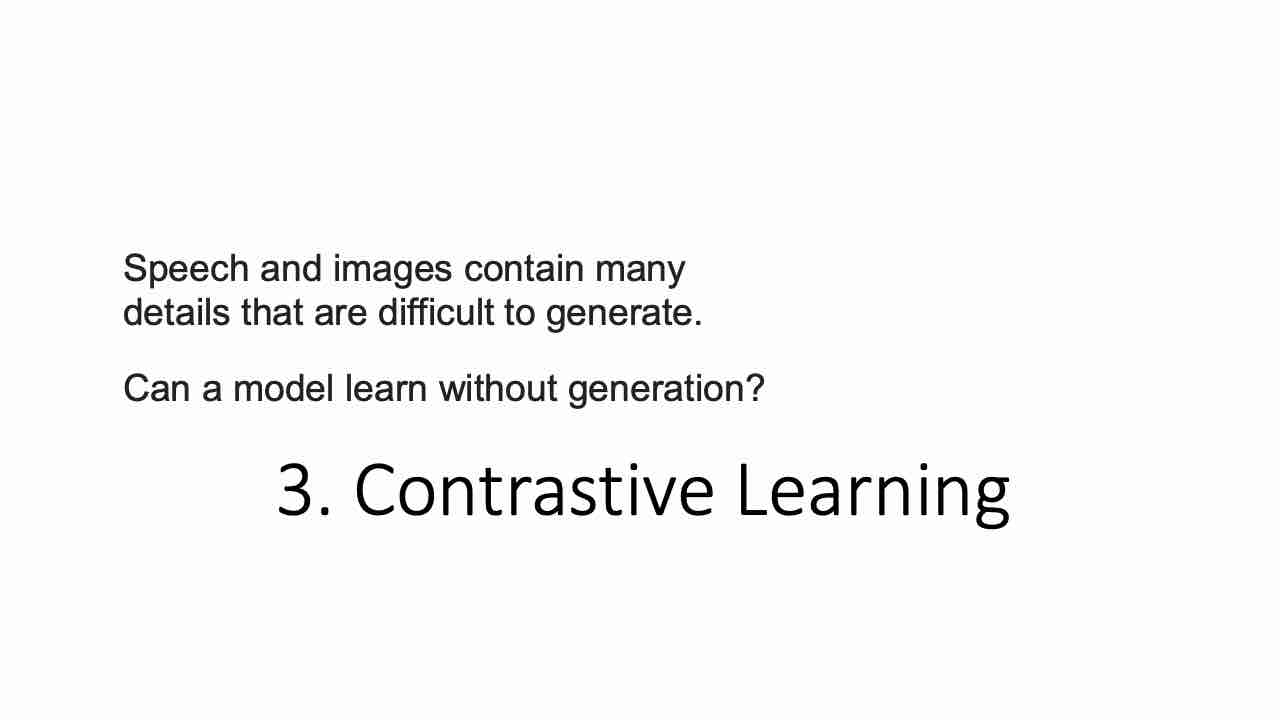 Speech and images contain many
details that are difficult to generate.
Can a model learn without generation?
3. Contrastive Learning